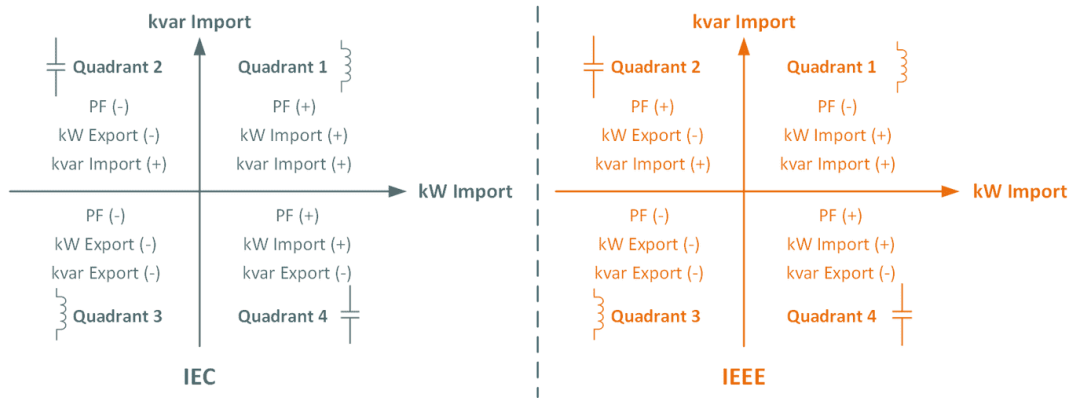 kvar Import
Quadrant 2
Quadrant 1
PF (-)
PF (+)
kW Export (-)
kW Import (+)
kvar Import (+)
kvar Import (+)
kW Import
PF (-)
PF (+)
kW Export (-)
kW Import (+)
kvar Export (-)
kvar Export (-)
Quadrant 3
Quadrant 4
IEC
kvar Import
Quadrant 2
Quadrant 1
PF (+)
PF (-)
kW Export (-)
kW Import (+)
kvar Import (+)
kvar Import (+)
kW Import
PF (-)
PF (+)
kW Export (-)
kW Import (+)
kvar Export (-)
kvar Export (-)
Quadrant 3
Quadrant 4
IEEE